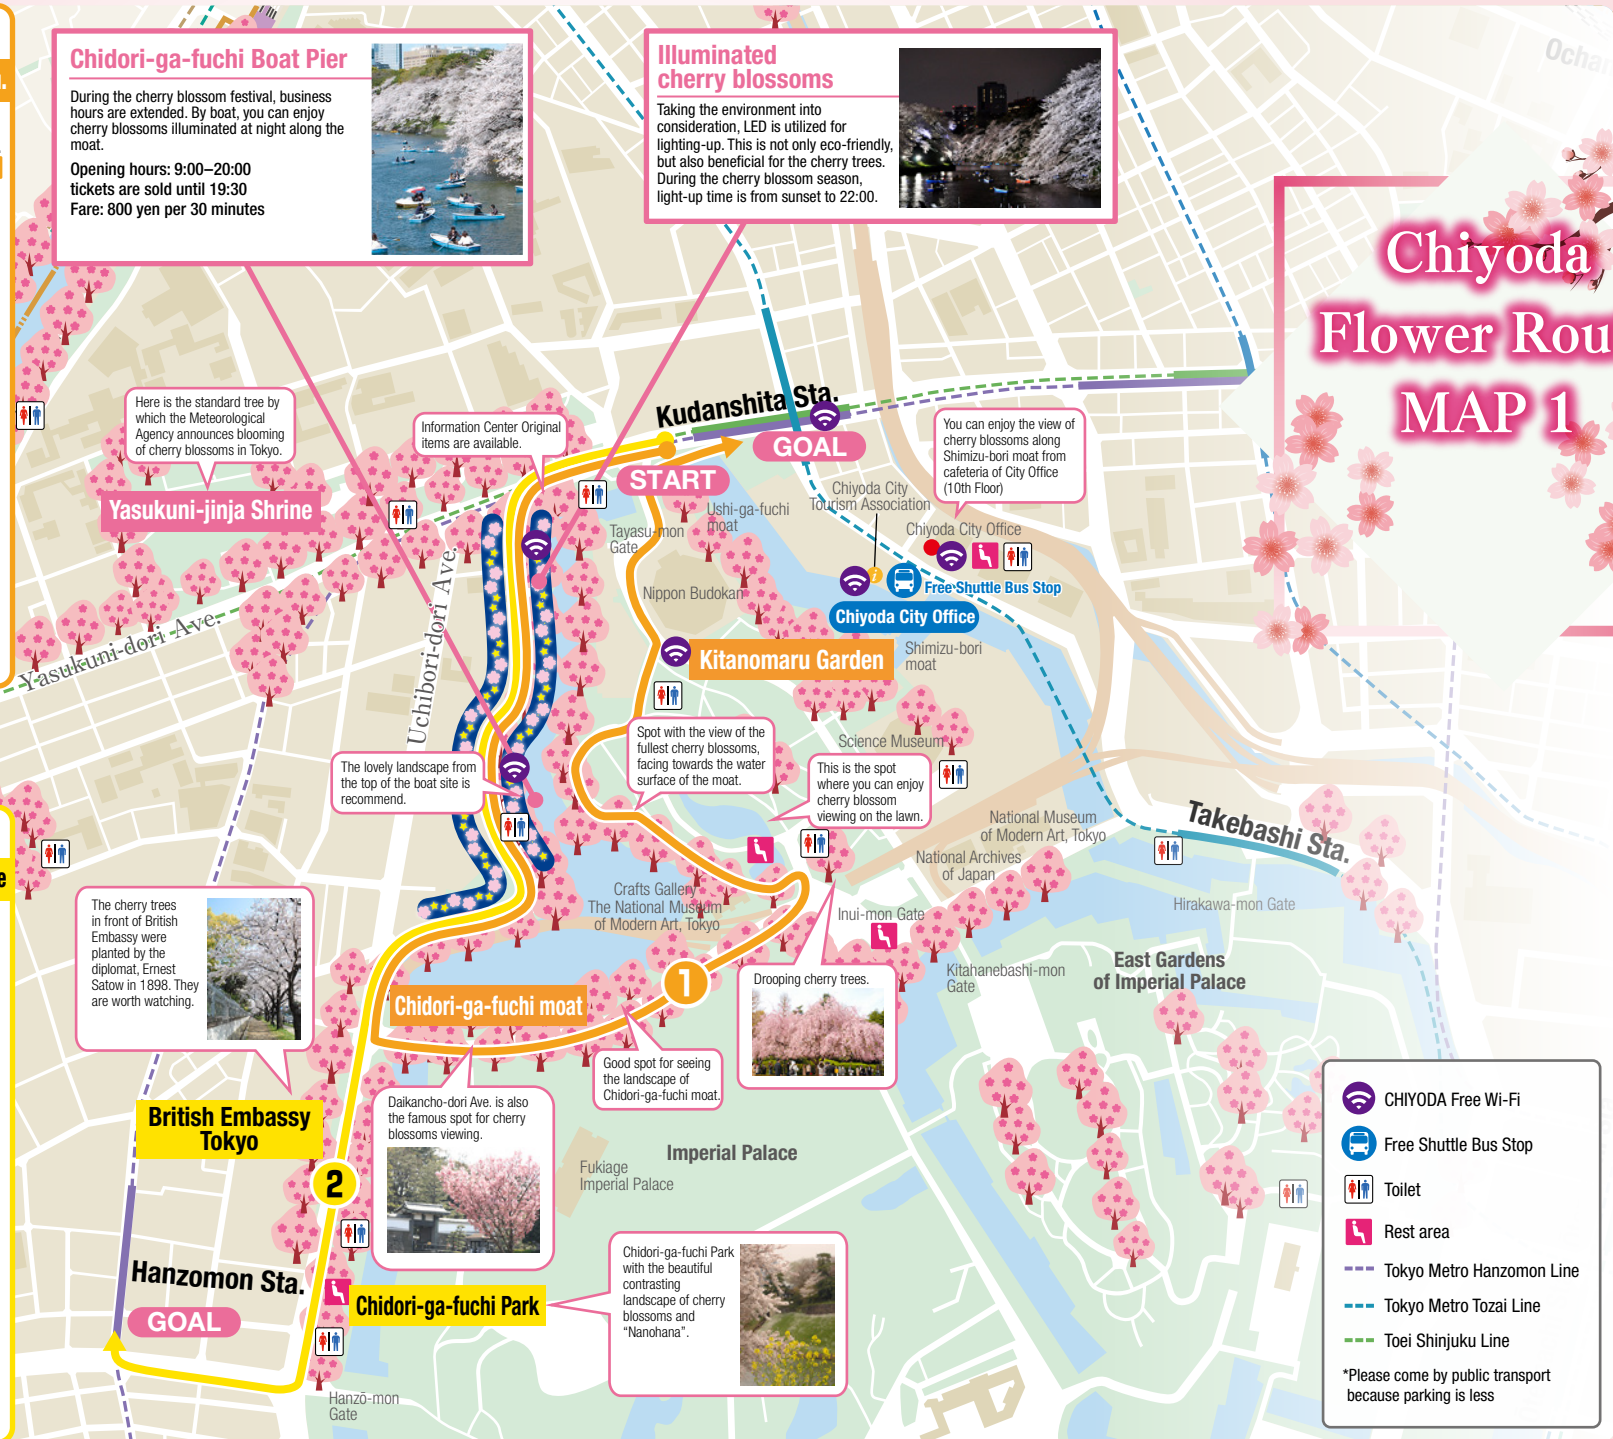 Chidori-ga-fuchi Boat Pier
During the cherry blossom festival, business
hours are extended. By boat, you can enjoy
cherry blossoms illuminated at night along the
moat.
Opening hours: 9:00–20:00
tickets are sold until 19:30
Fare: 800 yen per 30 minutes
Illuminated
cherry blossoms
Taking the environment into
consideration, LED is utilized for
lighting-up. This is not only eco-friendly,
but also beneficial for the cherry trees.
During the cherry blossom season,
light-up time is from sunset to 22:00.
Chiyoda
Flower Rou
MAP 1
Here is the standard tree by
which the Meteorological
Agency announces blooming
of cherry blossoms in Tokyo.
Yasukuni-jinja Shrine
Information Center Original
items are available.
Kudanshita Sta.
GOAL
START
You can enjoy the view of
cherry blossoms along
Shimizu-bori moat from
cafeteria of City Office
(10th Floor)
Chiyoda City
Tourism Association
Chiyoda City Office
Ushi-ga-fuchi
moat
Tayasu-mon
Gate
Nippon Budokan
Free Shuttle Bus Stop
Chiyoda City Office
Kitanomaru Garden
Shimizu-bori
moat
Uchibori-dori Ave.
Yasukuni-dori Ave.
Spot with the view of the
fullest cherry blossoms,
facing towards the water
surface of the moat.
Science Museum
The lovely landscape from
the top of the boat site is
recommend.
This is the spot
where you can enjoy
cherry blossom
viewing on the lawn.
National Museum
of Modern Art, Tokyo
Takebashi Sta.
National Archives
of Japan
Crafts Gallery
The National Museum
of Modern Art, Tokyo
Inui-mon Gate
Hirakawa-mon Gate
The cherry trees
in front of British
Embassy were
planted by the
diplomat, Ernest
Satow in 1898. They
are worth watching.
Kitahanebashi-mon
Gate
East Gardens
of Imperial Palace
Drooping cherry trees.
1
Chidori-ga-fuchi moat
Good spot for seeing
the landscape of
Chidori-ga-fuchi moat.
British Embassy
Tokyo
Daikancho-dori Ave. is also
the famous spot for cherry
blossoms viewing.
2
Fukiage
Imperial Palace
Imperial Palace
Chidori-ga-fuchi Park
with the beautiful
contrasting
landscape of cherry
blossoms and
“Nanohana”.
Hanzomon Sta.
GOAL
Chidori-ga-fuchi Park
Hanzō-mon
Gate
CHIYODA Free Wi-Fi
Free Shuttle Bus Stop
Toilet
Rest area
Tokyo Metro Hanzomon Line
Tokyo Metro Tozai Line
Toei Shinjuku Line
*Please come by public transport
because parking is less